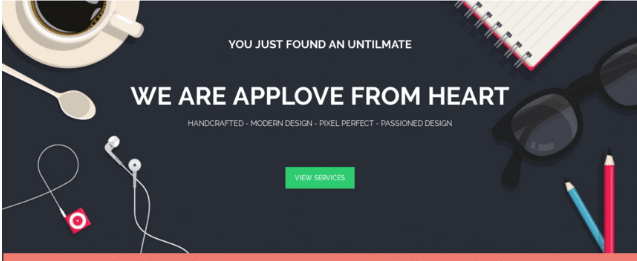 YOU JUST FOUND AN UNTILMATE
WE ARE APPLOVE FROM HEART
HANDCRAFTED - MODERN DESIGN - PIXEL PERFECT - PASSIONED DESIGN
VIEW SERVICES